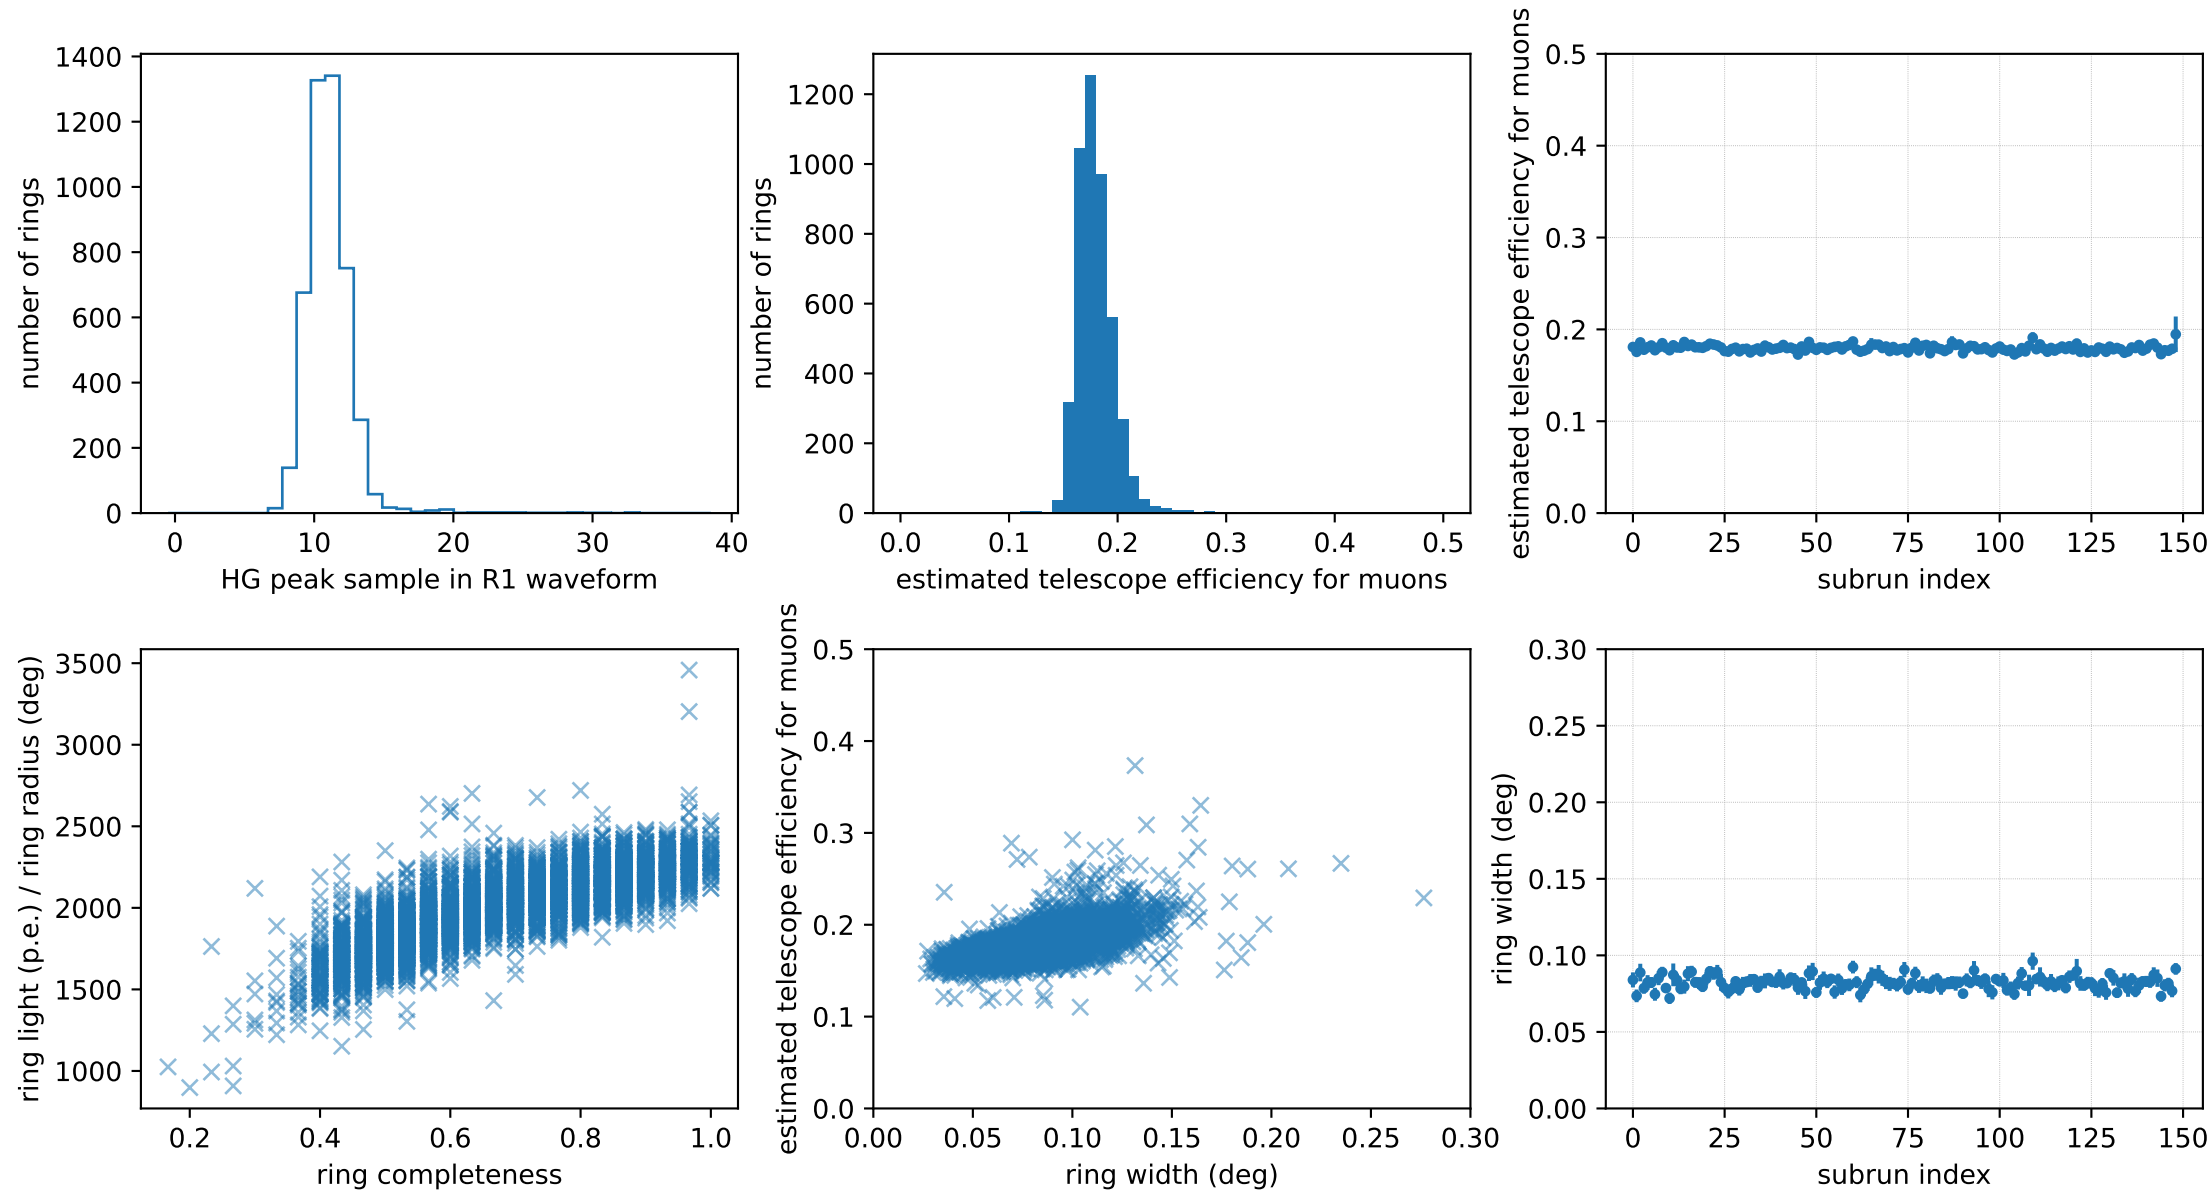 1400
1200
1000
800
600
400
200
0
number of rings
0 10 20 30 40
HG peak sample in R1 waveform
1200
1000
800
600
400
200
0
number of rings
0.0 0.1 0.2 0.3 0.4 0.5
estimated telescope efficiency for muons
0.5
0.4
0.3
0.2
0.1
0.0
estimated telescope efficiency for muons
0 25 50 75 100 125 150
subrun index
3500
3000
2500
2000
1500
1000
ring light (p.e.) / ring radius (deg)
0.2 0.4 0.6 0.8 1.0
ring completeness
0.5
0.4
0.3
0.2
0.1
0.0
estimated telescope efficiency for muons
0.00 0.05 0.10 0.15 0.20 0.25 0.30
ring width (deg)
0.30
0.25
0.20
0.15
0.10
0.05
0.00
ring width (deg)
0 25 50 75 100 125 150
subrun index